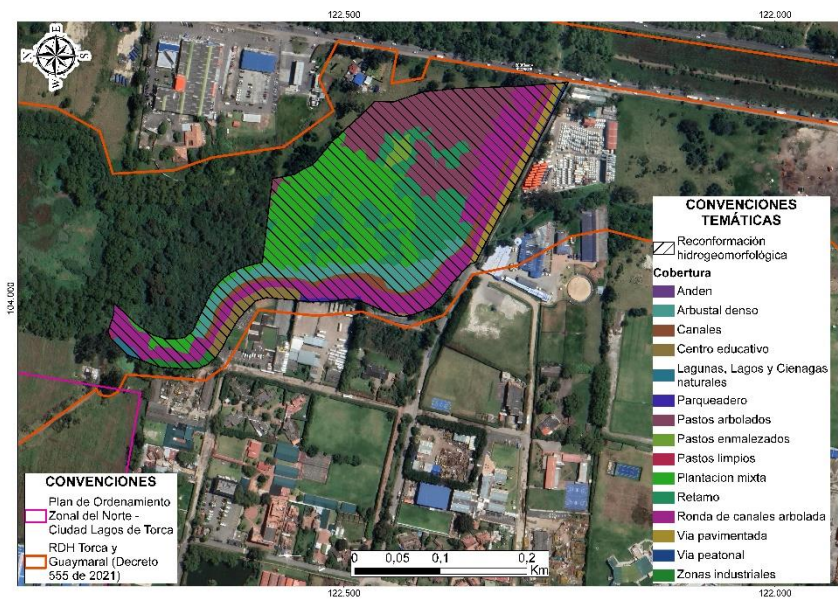 122.500
122.000
N
E
S
W
104.000
CONVENCIONES
TEMÁTICAS
Reconformación
hidrogeomorfológica
Cobertura
Anden
Arbustal denso
Canales
Centro educativo
Lagunas, Lagos y Cienagas
naturales
Parqueadero
Pastos arbolados
Pastos enmalezados
Pastos limpios
Plantacion mixta
Retamo
Ronda de canales arbolada
Via pavimentada
Via peatonal
Zonas industriales
CONVENCIONES
Plan de Ordenamiento
Zonal del Norte -
Ciudad Lagos de Torca
RDH Torca y
Guaymaral (Decreto
555 de 2021)
0 0,05 0,1 0,2
Km
122.500
122.000